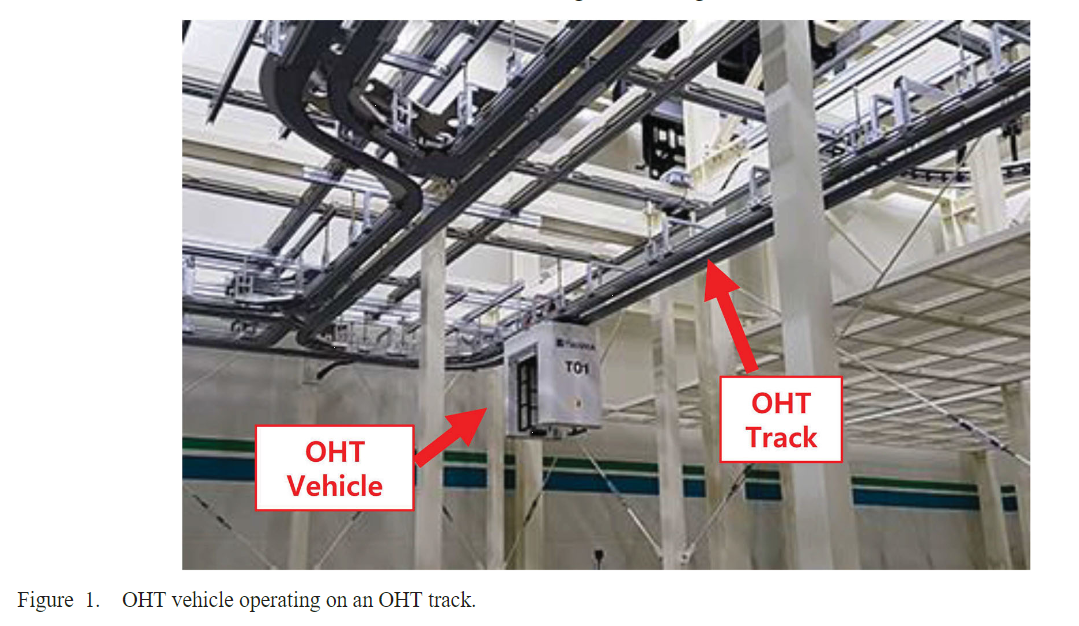 T01
OHT
Track
OHT
Vehicle
Figure 1. OHT vehicle operating on an OHT track.